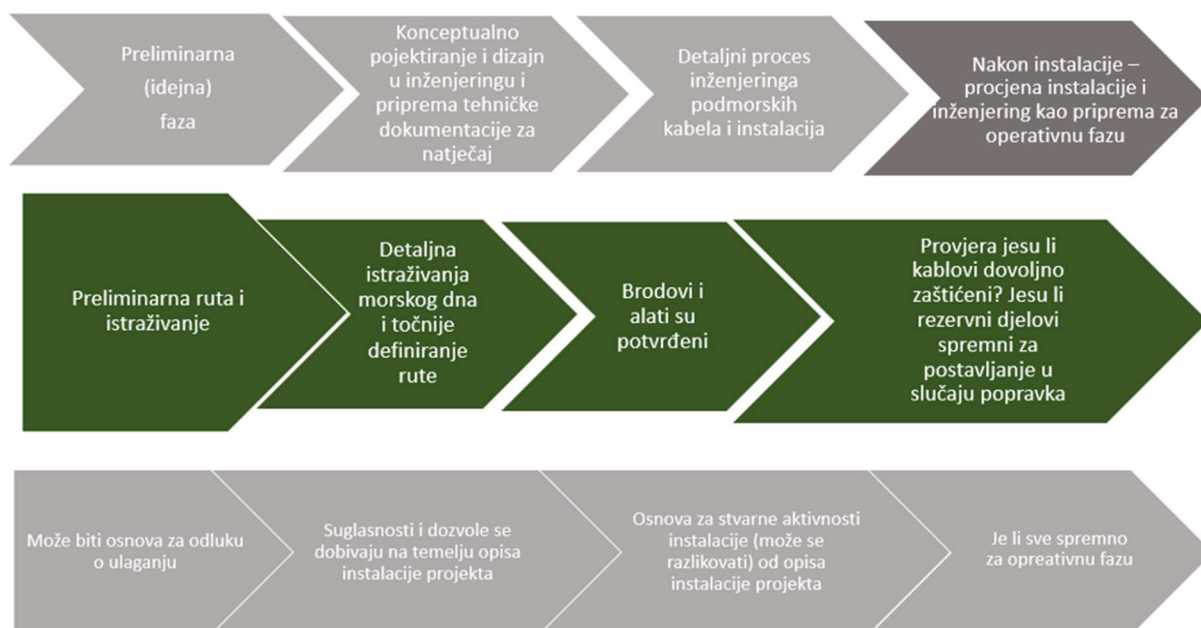 Preliminarna
(idejna)
faza
Konceptualno
pojektiranje i dizajn
u inženjeringu i
priprema tehničke
dokumentacije za
natječaj
Detaljni proces
inženjeringa
podmorskih
kabela i instalacija
Nakon instalacije –
procjena instalacije i
inženjering kao priprema za
operativnu fazu
Preliminarna ruta i
istraživanje
Detaljna
istraživanja
morskog dna
i točnije
definiranje
rute
Brodovi i
alati su
potvrđeni
Provjera jesu li
kablovi dovoljno
zaštićeni? Jesu li
rezervni djelovi
spremni za
postavljanje u
slučaju popravka
Može biti osnova za odluku
o ulaganju
Suglasnosti i dozvole se
dobivaju na temelju opisa
instalacije projekta
Osnova za stvarne aktivnosti
instalacije (može se
razlikovati) od opisa
instalacije projekta
Je li sve spremno
za opreativnu fazu